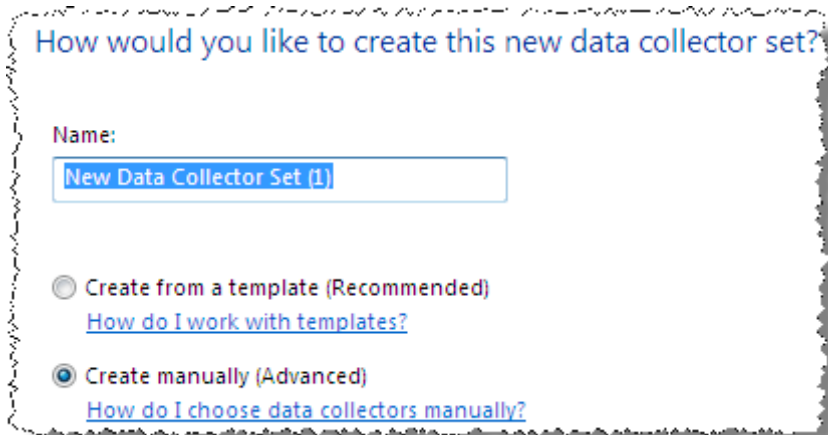 How would you like to create this new data collector set?
Name:
New Data Collector Set (1)
Create from a template (Recommended)
How do I work with templates?
Create manually (Advanced)
How do I choose data collectors manually?